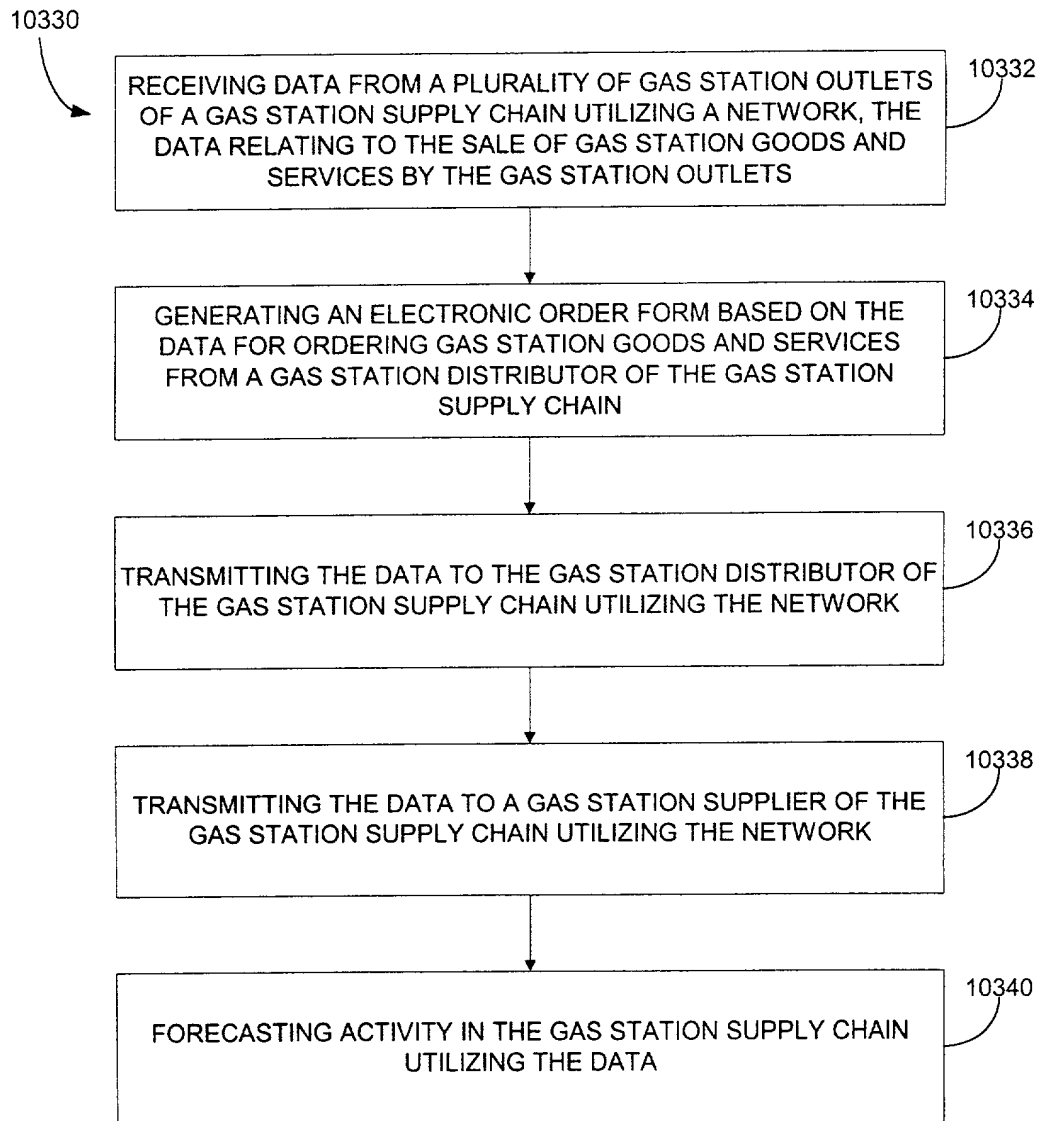 10330
RECEIVING DATA FROM A PLURALITY OF GAS STATION OUTLETS
OF A GAS STATION SUPPLY CHAIN UTILIZING A NETWORK, THE
DATA RELATING TO THE SALE OF GAS STATION GOODS AND
SERVICES BY THE GAS STATION OUTLETS
10332
GENERATING AN ELECTRONIC ORDER FORM BASED ON THE
DATA FOR ORDERING GAS STATION GOODS AND SERVICES
FROM A GAS STATION DISTRIBUTOR OF THE GAS STATION
SUPPLY CHAIN
10334
TRANSMITTING THE DATA TO THE GAS STATION DISTRIBUTOR OF
THE GAS STATION SUPPLY CHAIN UTILIZING THE NETWORK
10336
TRANSMITTING THE DATA TO A GAS STATION SUPPLIER OF THE
GAS STATION SUPPLY CHAIN UTILIZING THE NETWORK
10338
FORECASTING ACTIVITY IN THE GAS STATION SUPPLY CHAIN
UTILIZING THE DATA
10340